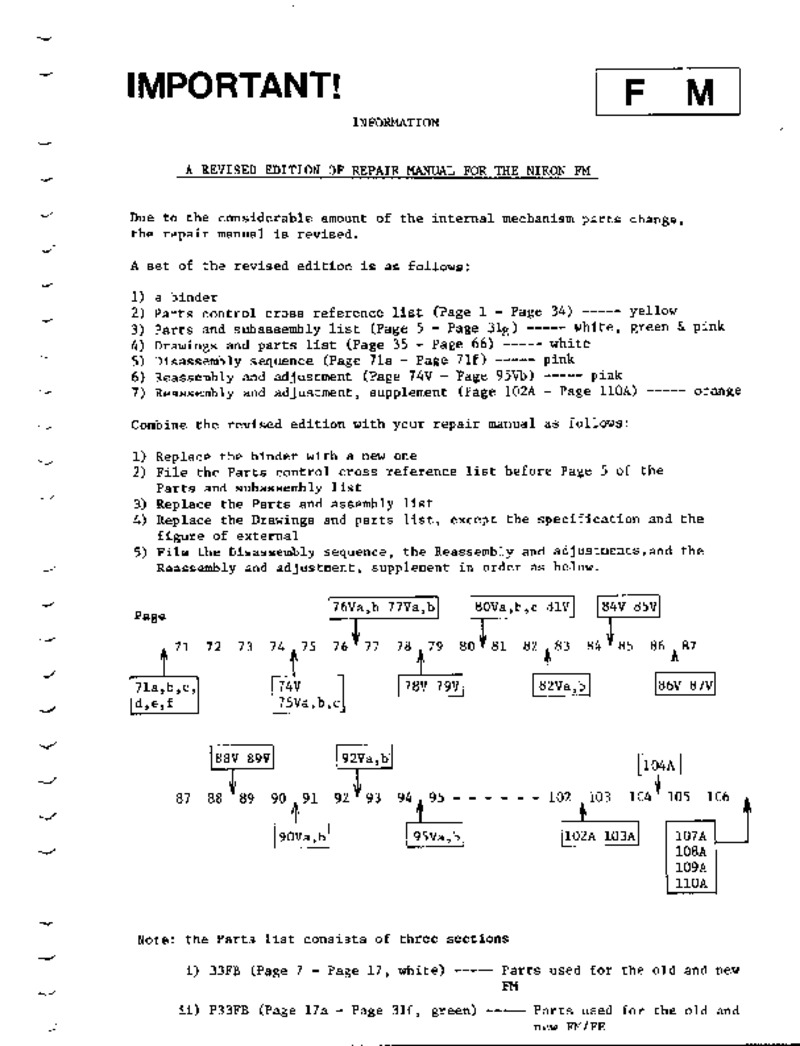 IMPORTANT!
F M
INFORMATION
A REVISED EDITION OF REPAIR MANUAL FOR THE NIKON FM
Due to the considerable amount of the internal mechanism parts change,
the repair manual is revised.
A set of the revised edition is as follows:
1) a binder
2) Parts control cross reference list (Page 1 - Page 34) ----- yellow
3) Parts and subassembly list (Page 5 - Page 31g) ----- white, green & pink
4) Drawings and parts list (Page 35 - Page 66) ----- white
5) Disassembly sequence (Page 71a - Page 71f) ----- pink
6) Reassembly and adjustment (Page 74V - Page 95Vb) ----- pink
7) Reassembly and adjustment, supplement (Page 102A - Page 110A) ----- orange
Combine the revised edition with your repair manual as follows:
1) Replace the binder with a new one
2) File the Parts control cross reference list before Page 5 of the
Parts and subassembly list
3) Replace the Parts and assembly list
4) Replace the Drawings and parts list, except the specification and the
figure of external
5) File the Disassembly sequence, the Reassembly and adjustments,and the
Reassembly and adjustment, supplement in order as below.
Page
76Va,b 77Va,b 80Va,b,c 81V 84V 85V
71 72 73 74 75 76 77 78 79 80 81 82 83 84 85 86 87
71a,b,c,
d,e,f
74V
75Va,b,c
78V 79V
82Va,b
86V 87V
88V 89V 92Va,b 104A
87 88 89 90 91 92 93 94 95 - - - - - - - - 102 103 104 105 106
90Va,b 95Va,b 102A 103A
107A
108A
109A
110A
Note: the Parts list consists of three sections
i) 33FB (Page 7 - Page 17, white) ----- Parts used for the old and new
FM
ii) P33FB (Page 17a - Page 31f, green) ----- Parts used for the old and
new FM/FE